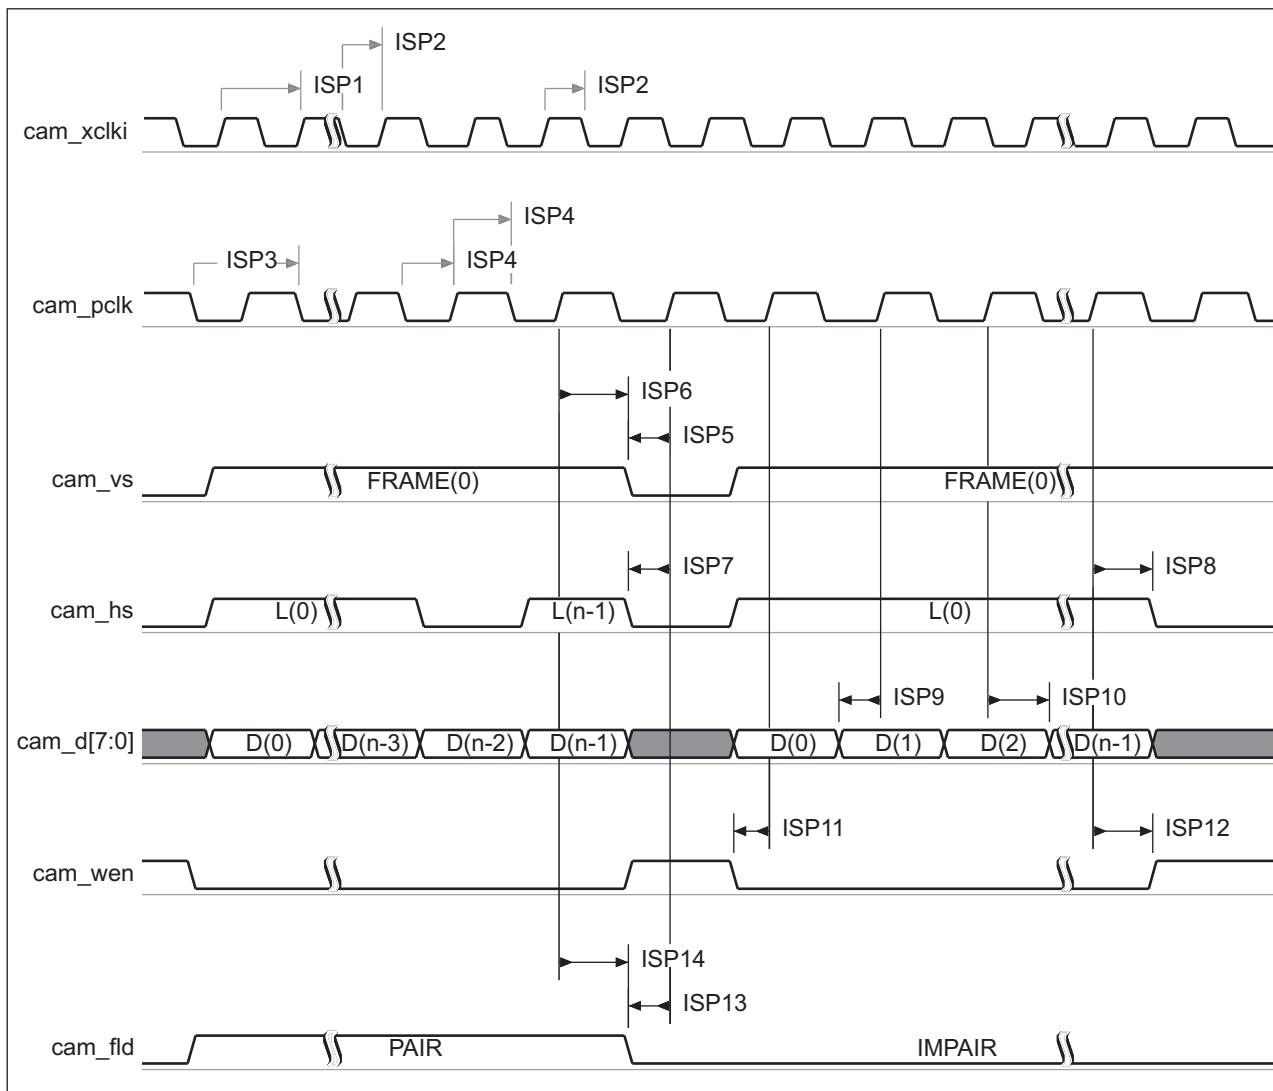 ISP2
ISP1 ISP2
cam_xclki
ISP4
ISP3 ISP4
cam_pclk
ISP6
ISP5
cam_vs FRAME(0) FRAME(0)
ISP7 ISP8
cam_hs L(0) L(n-1) L(0)
ISP9 ISP10
cam_d[7:0] D(0) D(n-3) D(n-2) D(n-1) D(0) D(1) D(2) D(n-1)
ISP11 ISP12
cam_wen
ISP14
ISP13
cam_fld PAIR IMPAIR